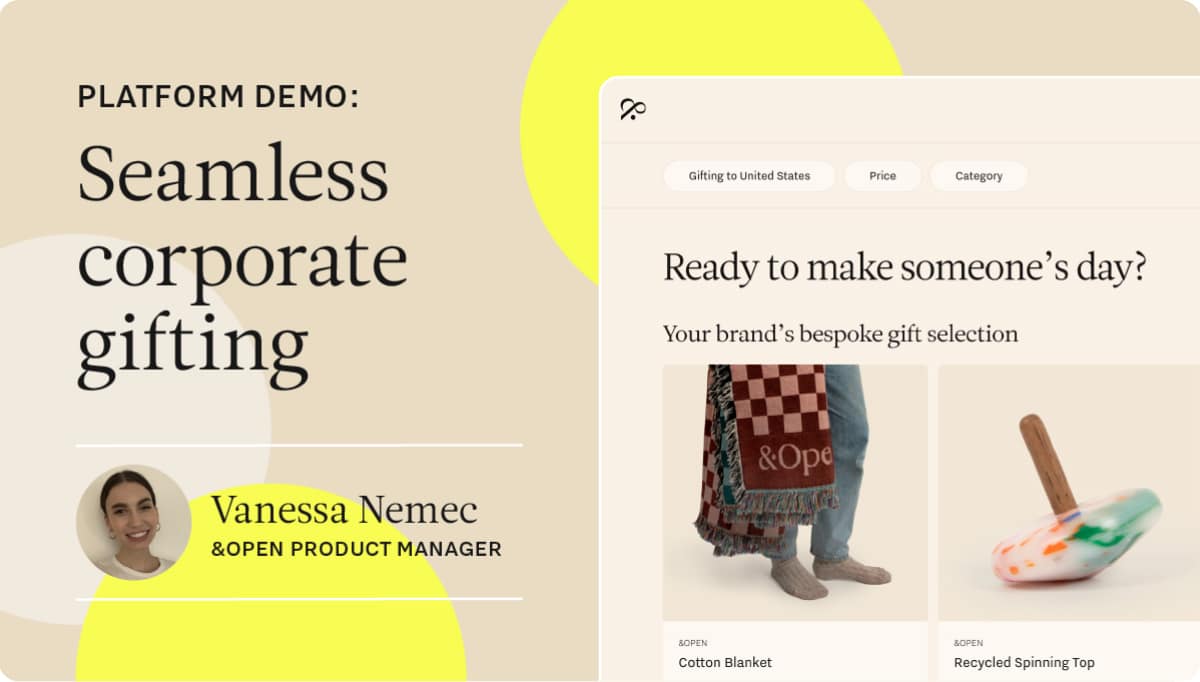 PLATFORM DEMO:
Seamless
corporate
gifting
Vanessa Nemec
&OPEN PRODUCT MANAGER
Gifting to United States
Price
Category
Ready to make someone’s day?
Your brand’s bespoke gift selection
&Ope
&OPEN
Cotton Blanket
&OPEN
Recycled Spinning Top